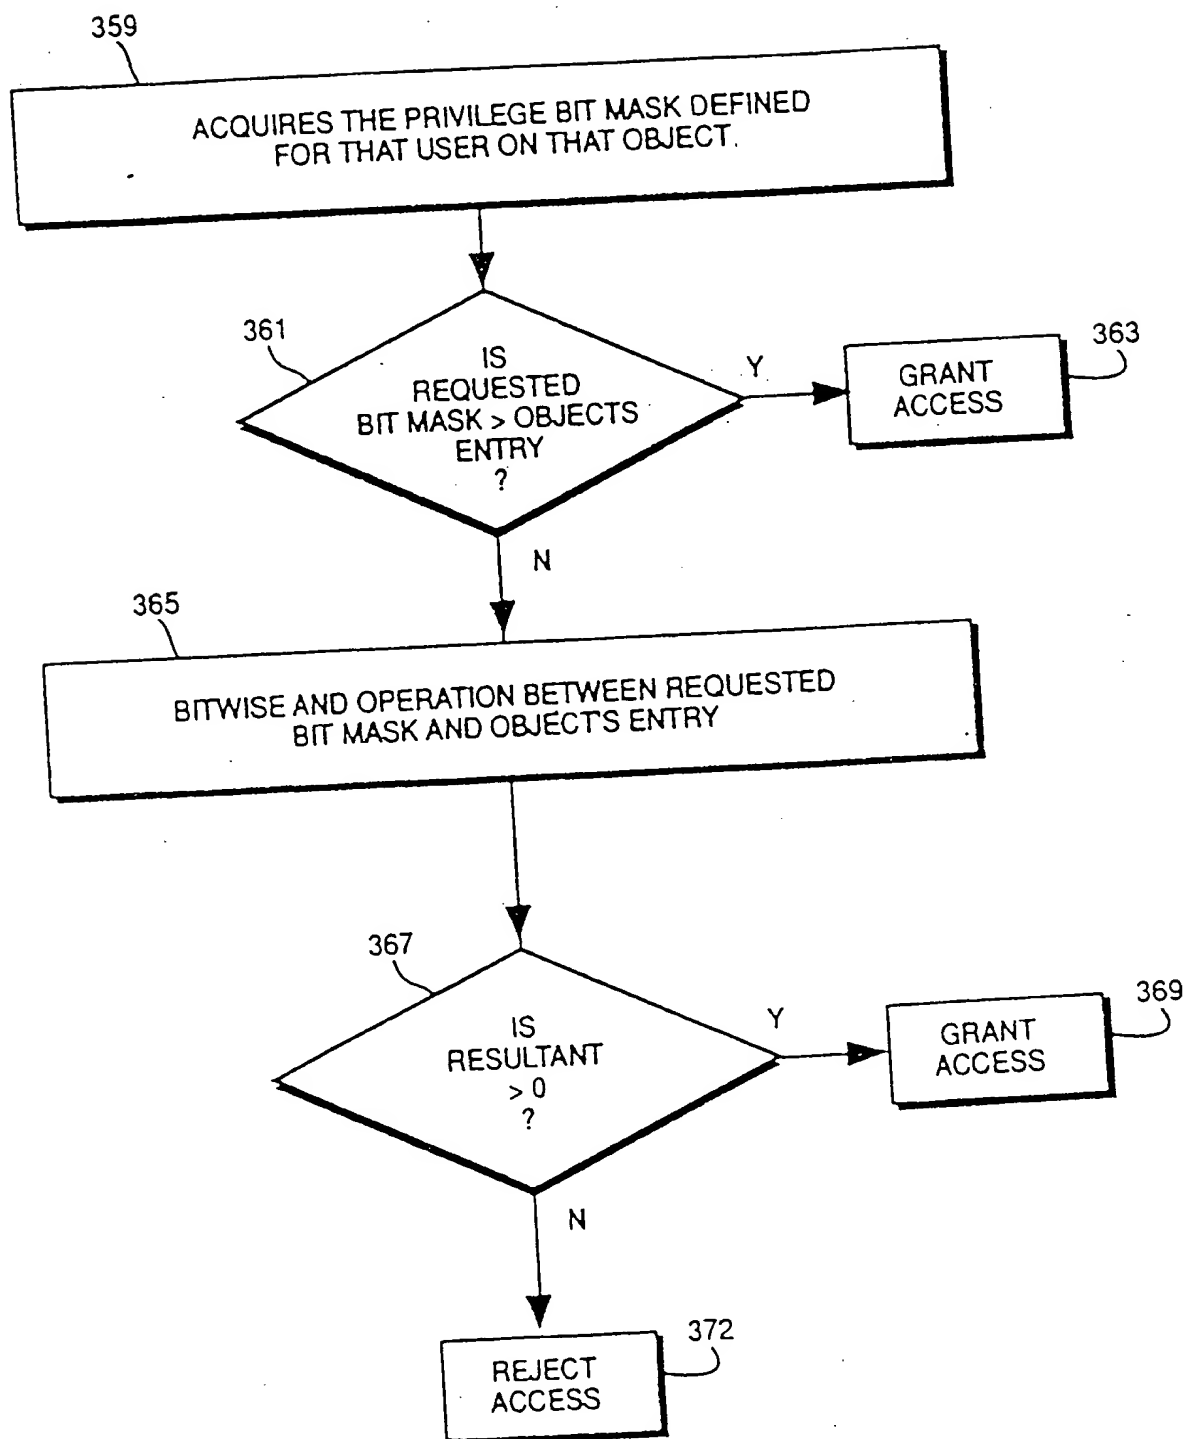 359
ACQUIRES THE PRIVILEGE BIT MASK DEFINED
FOR THAT USER ON THAT OBJECT.
361
IS
REQUESTED
BIT MASK > OBJECTS
ENTRY
?
Y
363
GRANT
ACCESS
N
365
BITWISE AND OPERATION BETWEEN REQUESTED
BIT MASK AND OBJECT'S ENTRY
367
IS
RESULTANT
> 0
?
Y
369
GRANT
ACCESS
N
372
REJECT
ACCESS